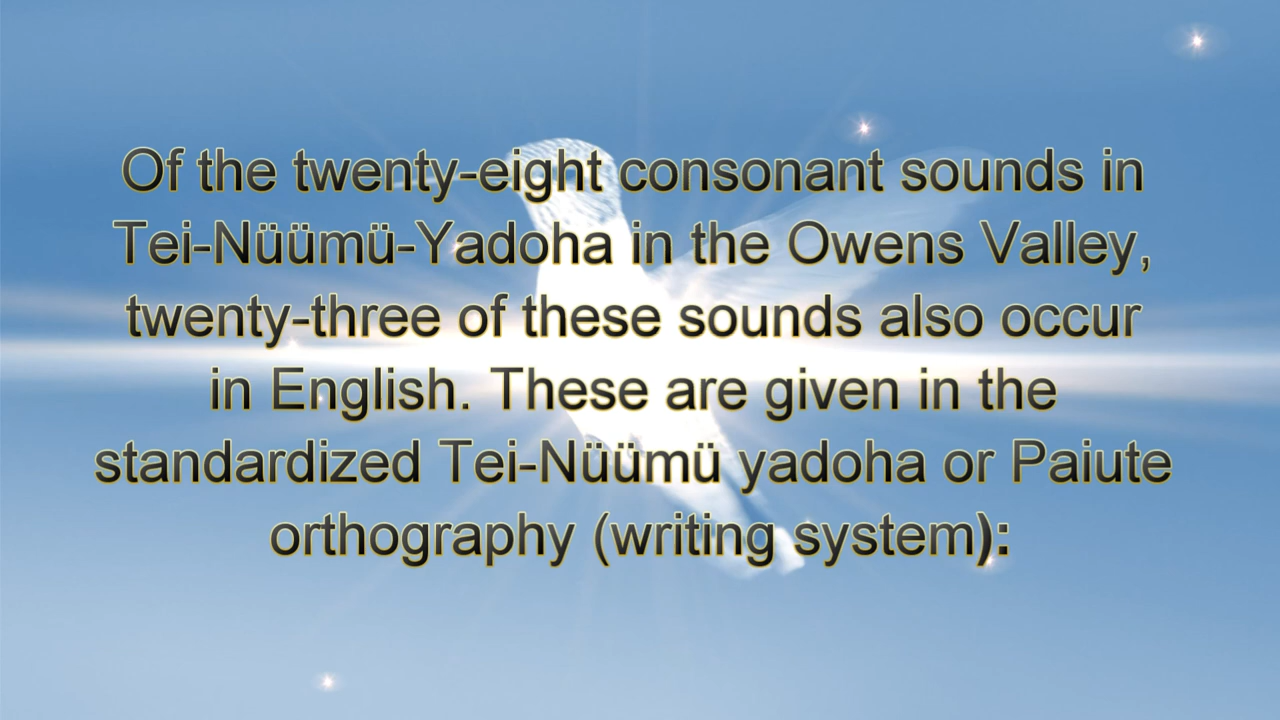 Of the twenty-eight consonant sounds in
Tei-Nüümü-Yadoha in the Owens Valley,
twenty-three of these sounds also occur
in English. These are given in the
standardized Tei-Nüümü yadoha or Paiute
orthography (writing system):